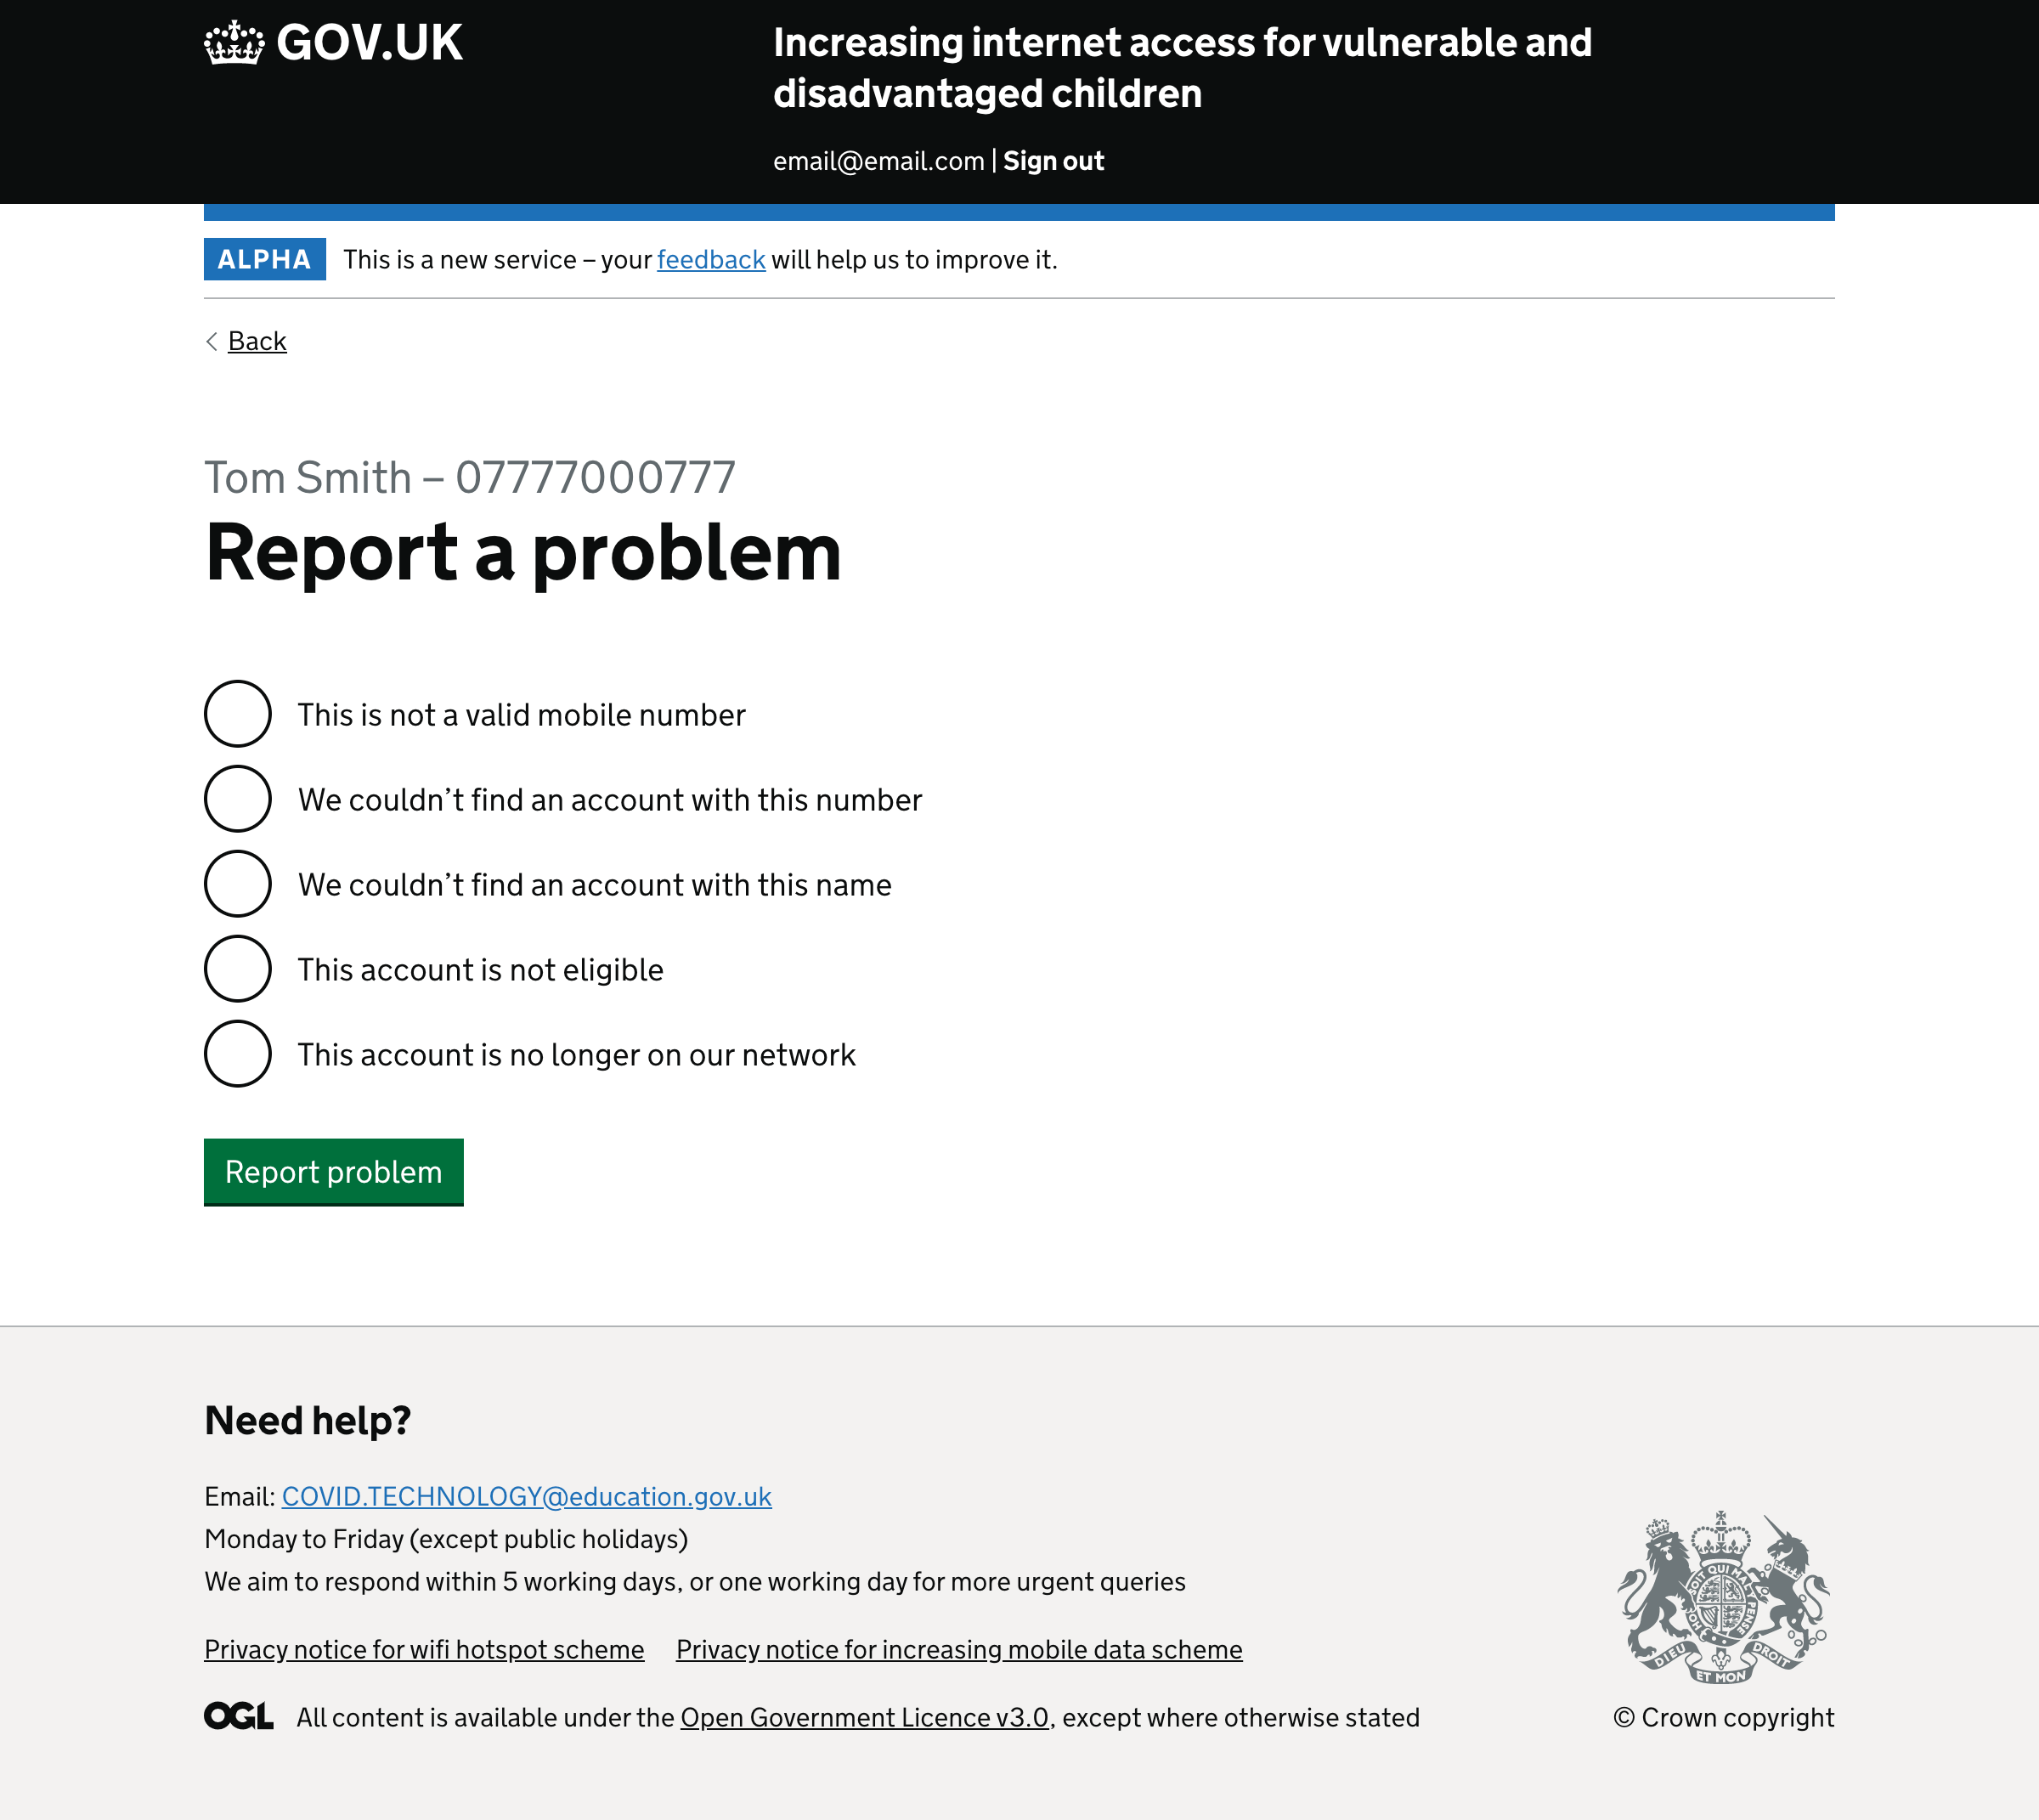 GOV.UK
Increasing internet access for vulnerable and
disadvantaged children
email@email.com | Sign out
ALPHA This is a new service – your feedback will help us to improve it.
Back
Tom Smith – 07777000777
Report a problem
This is not a valid mobile number
We couldn’t find an account with this number
We couldn’t find an account with this name
This account is not eligible
This account is no longer on our network
Report problem
Need help?
Email: COVID.TECHNOLOGY@education.gov.uk
Monday to Friday (except public holidays)
We aim to respond within 5 working days, or one working day for more urgent queries
Privacy notice for wifi hotspot scheme Privacy notice for increasing mobile data scheme
DIEU ET MON DROIT
OGL All content is available under the Open Government Licence v3.0, except where otherwise stated
© Crown copyright